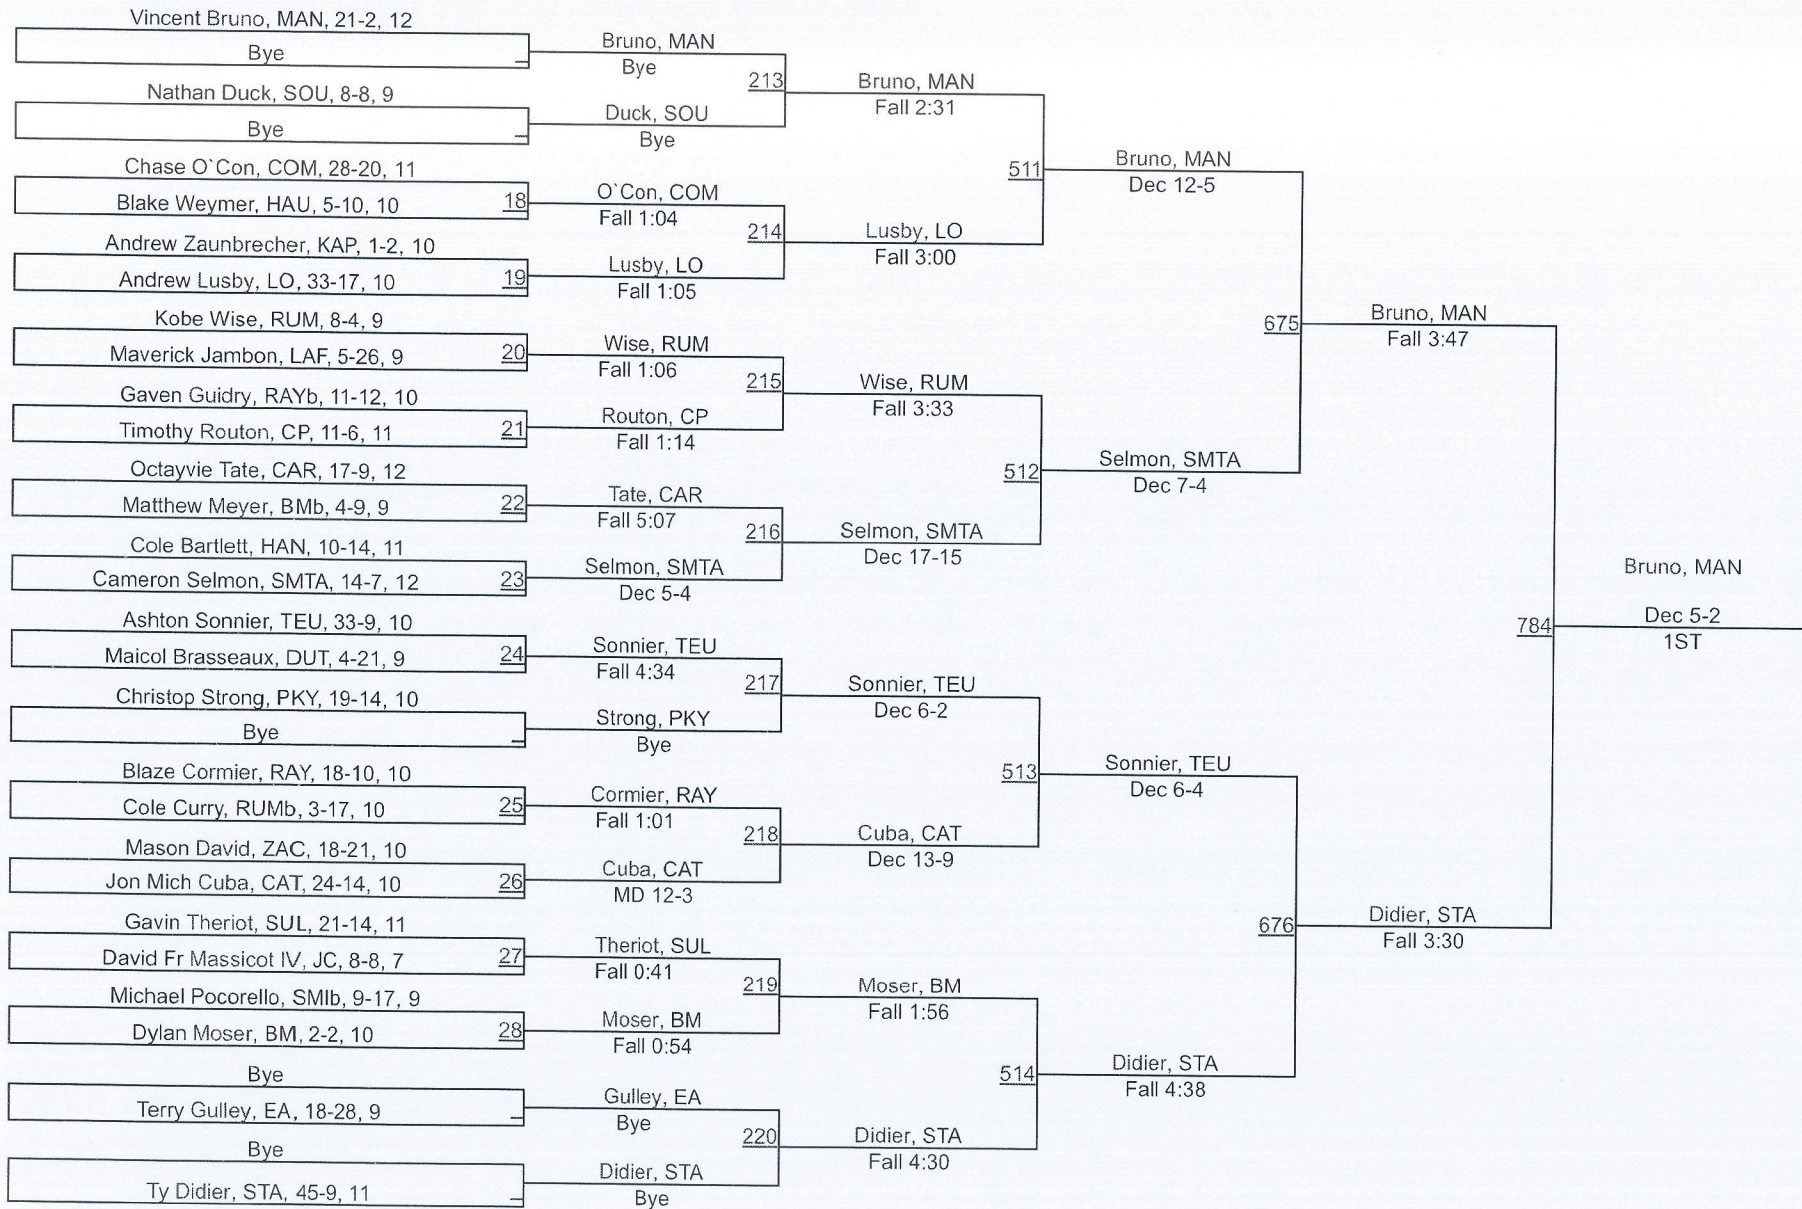 Vincent Bruno, MAN, 21-2, 12
Bye
Nathan Duck, SOU, 8-8, 9
Bye
Chase O`Con, COM, 28-20, 11
Blake Weymer, HAU, 5-10, 10
18
Andrew Zaunbrecher, KAP, 1-2, 10
Andrew Lusby, LO, 33-17, 10
19
Kobe Wise, RUM, 8-4, 9
Maverick Jambon, LAF, 5-26, 9
20
Gaven Guidry, RAYb, 11-12, 10
Timothy Routon, CP, 11-6, 11
21
Octayvie Tate, CAR, 17-9, 12
Matthew Meyer, BMb, 4-9, 9
22
Cole Bartlett, HAN, 10-14, 11
Cameron Selmon, SMTA, 14-7, 12
23
Ashton Sonnier, TEU, 33-9, 10
Maicol Brasseaux, DUT, 4-21, 9
24
Christop Strong, PKY, 19-14, 10
Bye
Blaze Cormier, RAY, 18-10, 10
Cole Curry, RUMb, 3-17, 10
25
Mason David, ZAC, 18-21, 10
Jon Mich Cuba, CAT, 24-14, 10
26
Gavin Theriot, SUL, 21-14, 11
David Fr Massicot IV, JC, 8-8, 7
27
Michael Pocorello, SMIb, 9-17, 9
Dylan Moser, BM, 2-2, 10
28
Bye
Terry Gulley, EA, 18-28, 9
Bye
Ty Didier, STA, 45-9, 11
Bruno, MAN
Bye
213
Duck, SOU
Bye
O`Con, COM
Fall 1:04
214
Lusby, LO
Fall 1:05
Wise, RUM
Fall 1:06
215
Routon, CP
Fall 1:14
Tate, CAR
Fall 5:07
216
Selmon, SMTA
Dec 5-4
Sonnier, TEU
Fall 4:34
217
Strong, PKY
Bye
Cormier, RAY
Fall 1:01
218
Cuba, CAT
MD 12-3
Theriot, SUL
Fall 0:41
219
Moser, BM
Fall 0:54
Gulley, EA
Bye
220
Didier, STA
Bye
Bruno, MAN
Fall 2:31
511
Lusby, LO
Fall 3:00
Wise, RUM
Fall 3:33
512
Selmon, SMTA
Dec 17-15
Sonnier, TEU
Dec 6-2
513
Cuba, CAT
Dec 13-9
Moser, BM
Fall 1:56
514
Didier, STA
Fall 4:30
Bruno, MAN
Dec 12-5
675
Selmon, SMTA
Dec 7-4
Sonnier, TEU
Dec 6-4
676
Didier, STA
Fall 4:38
Bruno, MAN
Fall 3:47
784
Didier, STA
Fall 3:30
Bruno, MAN
Dec 5-2
1ST